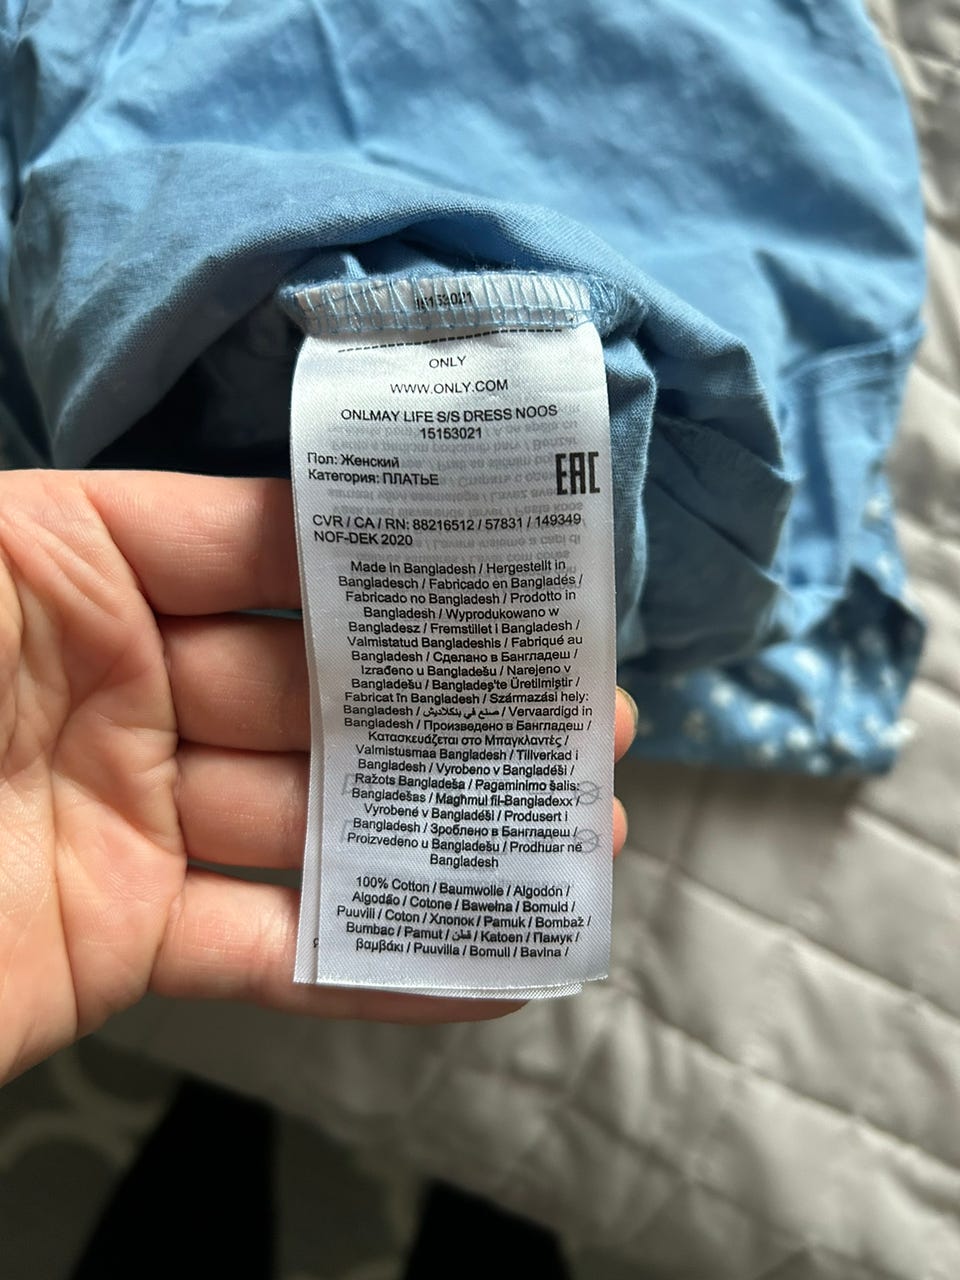 15153021
ONLY
WWW.ONLY.COM
ONLMAY LIFE S/S DRESS NOOS
15153021
Пол: Женский
Категория: ПЛАТЬЕ
EAC
CVR / CA / RN: 88216512 / 57831 / 149349
NOF-DEK 2020
Made in Bangladesh / Hergestellt in
Bangladesch / Fabricado en Bangladés /
Fabricado no Bangladesh / Prodotto in
Bangladesh / Wyprodukowano w
Bangladesz / Fremstillet i Bangladesh /
Valmistatud Bangladeshis / Fabriqué au
Bangladesh / Сделано в Бангладеш /
Izrađeno u Bangladešu / Narejeno v
Bangladešu / Bangladeş'te Üretilmiştir /
Fabricat în Bangladesh / Származási hely:
Bangladesh / صنع في بنكلاديش / Vervaardigd in
Bangladesh / Произведено в Бангладеш /
Κατασκευάζεται στο Μπαγκλαντές /
Valmistusmaa Bangladesh / Tillverkad i
Bangladesh / Vyrobeno v Bangladéši /
Ražots Bangladeša / Pagaminimo šalis:
Bangladešas / Magħmul fil-Bangladexx /
Vyrobené v Bangladéši / Produsert i
Bangladesh / Зроблено в Бангладеш /
Proizvedeno u Bangladešu / Prodhuar në
Bangladesh
100% Cotton / Baumwolle / Algodón /
Algodão / Cotone / Bawełna / Bomuld /
Puuvill / Coton / Хлопок / Pamuk / Bombaž /
Bumbac / Pamut / قطن / Katoen / Памук /
βαμβάκι / Puuvilla / Bomull / Bavlna /